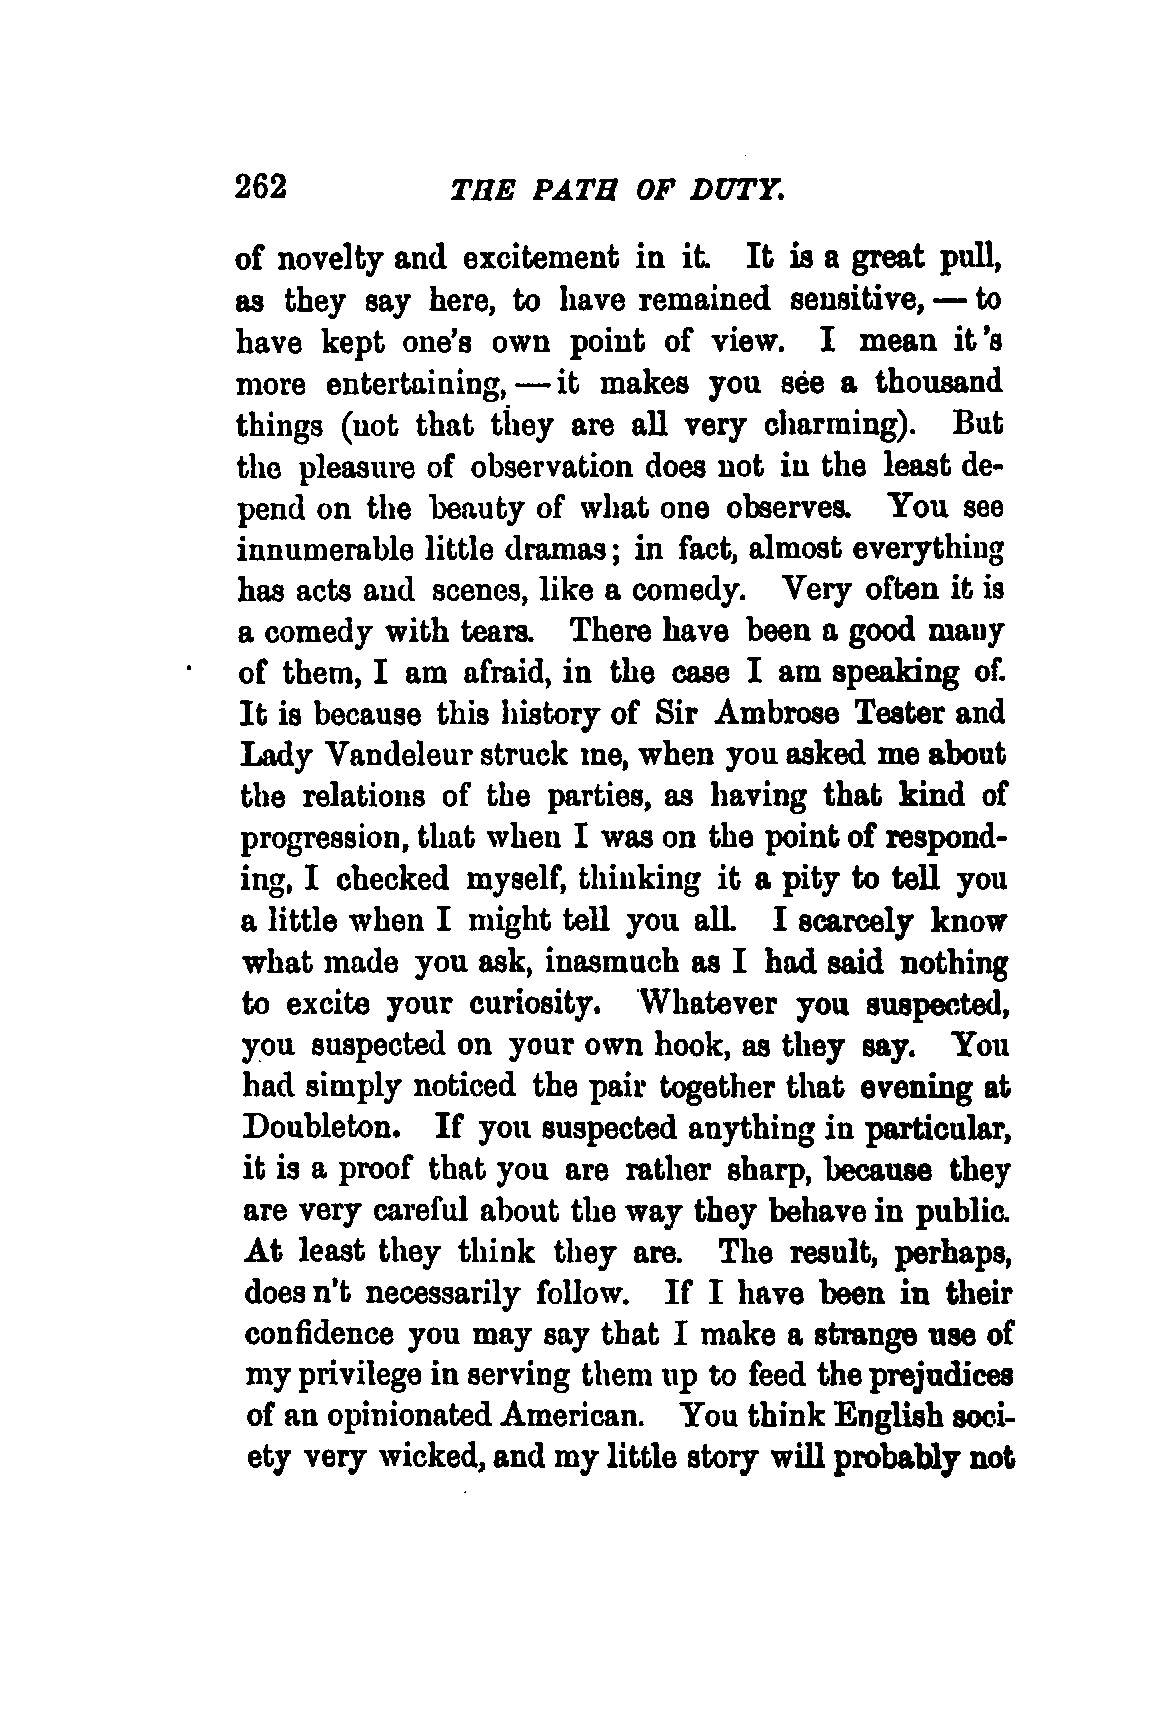 262 THE PATH OF DUTY.
of novelty and excitement in it. It is a great pull,
as they say here, to have remained sensitive, — to
have kept one's own point of view. I mean it 's
more entertaining, — it makes you see a thousand
things (not that they are all very charming). But
the pleasure of observation does not in the least de-
pend on the beauty of what one observes. You see
innumerable little dramas; in fact, almost everything
has acts and scenes, like a comedy. Very often it is
a comedy with tears. There have been a good many
of them, I am afraid, in the case I am speaking of.
It is because this history of Sir Ambrose Tester and
Lady Vandeleur struck me, when you asked me about
the relations of the parties, as having that kind of
progression, that when I was on the point of respond-
ing, I checked myself, thinking it a pity to tell you
a little when I might tell you all. I scarcely know
what made you ask, inasmuch as I had said nothing
to excite your curiosity. Whatever you suspected,
you suspected on your own hook, as they say. You
had simply noticed the pair together that evening at
Doubleton. If you suspected anything in particular,
it is a proof that you are rather sharp, because they
are very careful about the way they behave in public.
At least they think they are. The result, perhaps,
does n't necessarily follow. If I have been in their
confidence you may say that I make a strange use of
my privilege in serving them up to feed the prejudices
of an opinionated American. You think English soci-
ety very wicked, and my little story will probably not